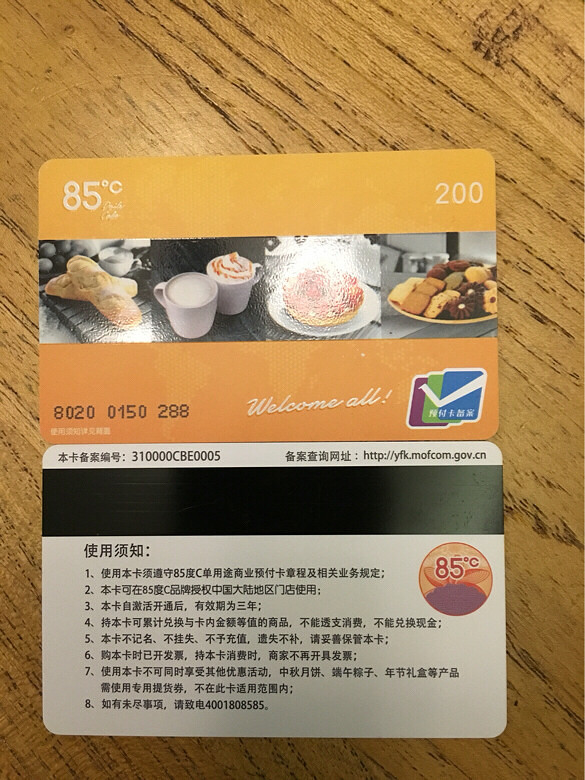 85°C
Daily Cafe
200
8020 0150 288
Welcome all!
预付卡备案
使用须知详见背面
本卡备案编号：310000CBE0005
备案查询网址：http://yfk.mofcom.gov.cn
使用须知：
85°C
1、使用本卡须遵守85度C单用途商业预付卡章程及相关业务规定；
2、本卡可在85度C品牌授权中国大陆地区门店使用；
3、本卡自激活开通后，有效期为三年；
4、持本卡可累计兑换与卡内金额等值的商品，不能透支消费，不能兑换现金；
5、本卡不记名、不挂失、不予充值，遗失不补，请妥善保管本卡；
6、购本卡时已开发票，持本卡消费时，商家不再开具发票；
7、使用本卡不可同时享受其他优惠活动，中秋月饼、端午粽子、年节礼盒等产品
需使用专用提货券，不在此卡适用范围内；
8、如有未尽事项，请致电4001808585。